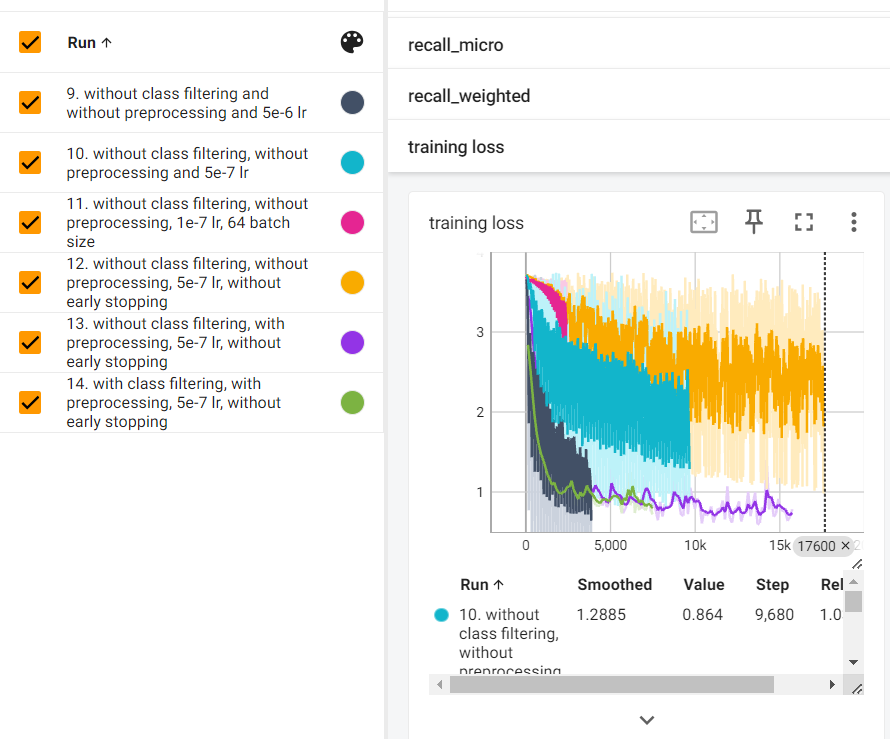 Run ↑
9. without class filtering and
without preprocessing and 5e-6 lr
10. without class filtering, without
preprocessing and 5e-7 lr
11. without class filtering, without
preprocessing, 1e-7 lr, 64 batch
size
12. without class filtering, without
preprocessing, 5e-7 lr, without
early stopping
13. without class filtering, with
preprocessing, 5e-7 lr, without
early stopping
14. with class filtering, with
preprocessing, 5e-7 lr, without
early stopping
recall_micro
recall_weighted
training loss
training loss
3
2
1
0 5,000 10k 15k 17600 ×
Run ↑ Smoothed Value Step Rel
10. without 1.2885 0.864 9,680 1.0
class filtering,
without
preprocessing